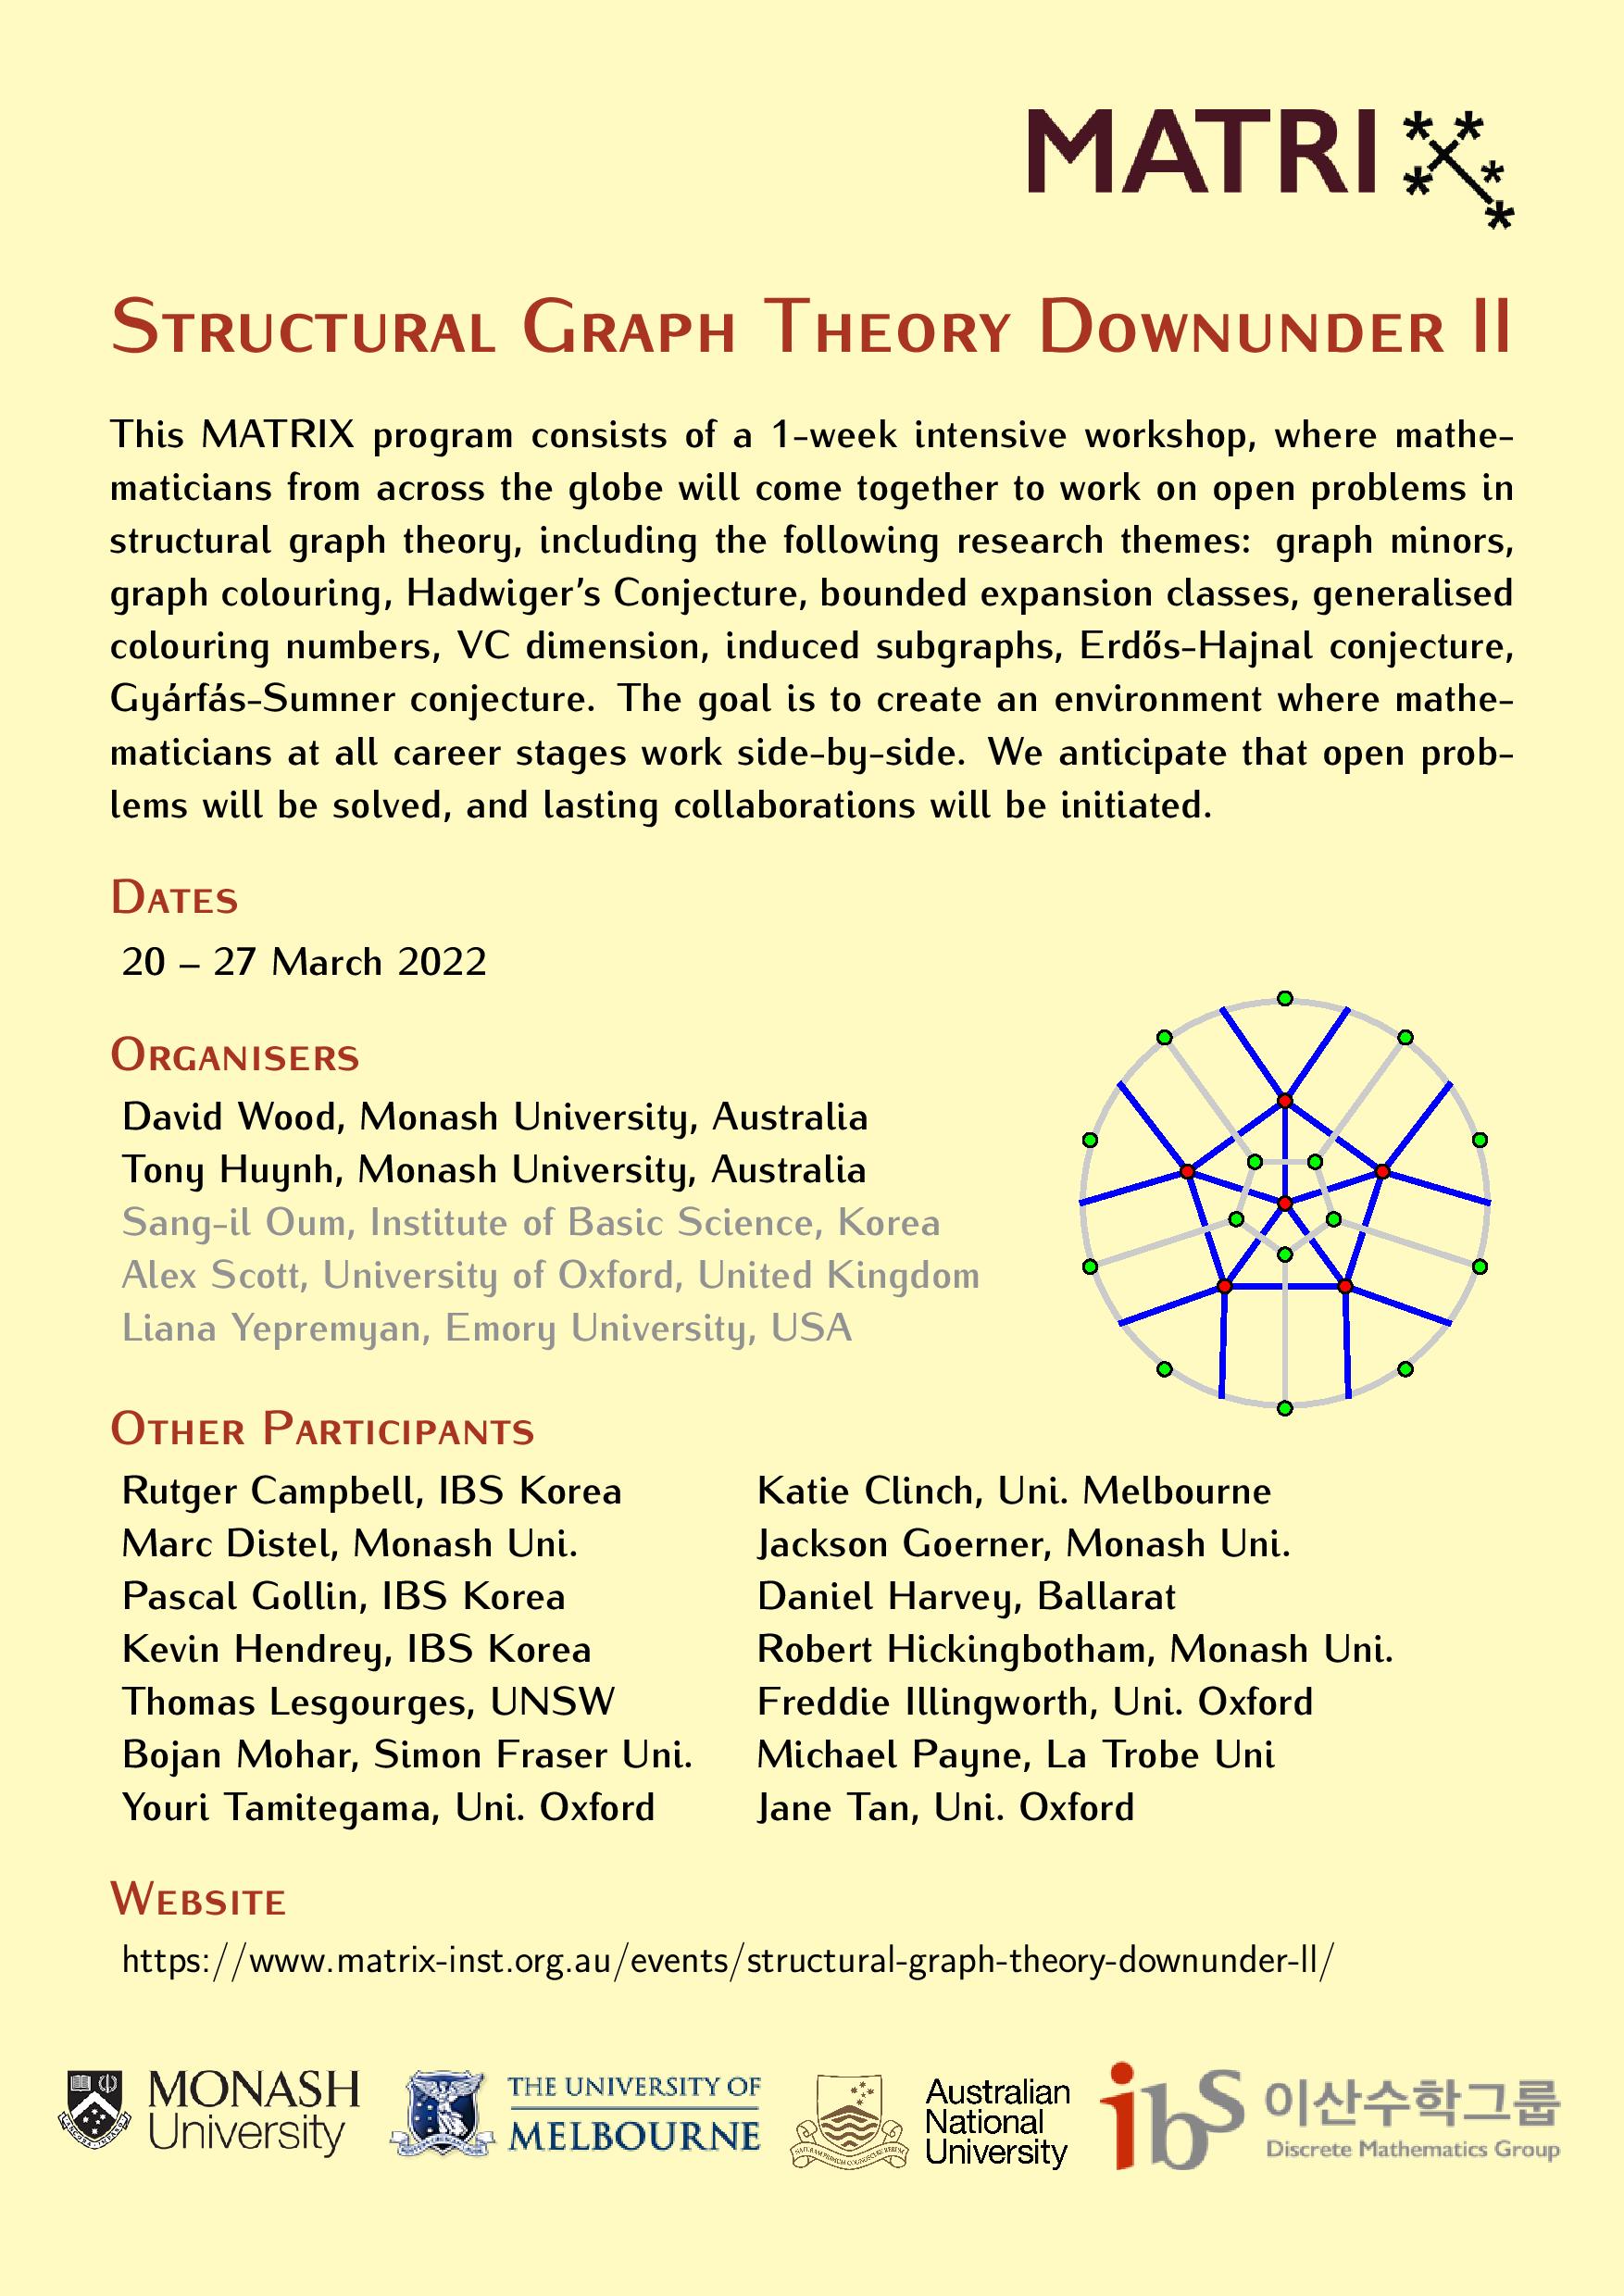 MATRIX
Structural Graph Theory Downunder II
This MATRIX program consists of a 1-week intensive workshop, where mathe-
maticians from across the globe will come together to work on open problems in
structural graph theory, including the following research themes: graph minors,
graph colouring, Hadwiger's Conjecture, bounded expansion classes, generalised
colouring numbers, VC dimension, induced subgraphs, Erdős-Hajnal conjecture,
Gyárfás-Sumner conjecture. The goal is to create an environment where mathe-
maticians at all career stages work side-by-side. We anticipate that open prob-
lems will be solved, and lasting collaborations will be initiated.
Dates
20 – 27 March 2022
Organisers
David Wood, Monash University, Australia
Tony Huynh, Monash University, Australia
Sang-il Oum, Institute of Basic Science, Korea
Alex Scott, University of Oxford, United Kingdom
Liana Yepremyan, Emory University, USA
Other Participants
Rutger Campbell, IBS Korea
Marc Distel, Monash Uni.
Pascal Gollin, IBS Korea
Kevin Hendrey, IBS Korea
Thomas Lesgourges, UNSW
Bojan Mohar, Simon Fraser Uni.
Youri Tamitegama, Uni. Oxford
Katie Clinch, Uni. Melbourne
Jackson Goerner, Monash Uni.
Daniel Harvey, Ballarat
Robert Hickingbotham, Monash Uni.
Freddie Illingworth, Uni. Oxford
Michael Payne, La Trobe Uni
Jane Tan, Uni. Oxford
Website
https://www.matrix-inst.org.au/events/structural-graph-theory-downunder-ll/
MONASH
University
THE UNIVERSITY OF
MELBOURNE
Australian
National
University
ibs
이산수학그룹
Discrete Mathematics Group